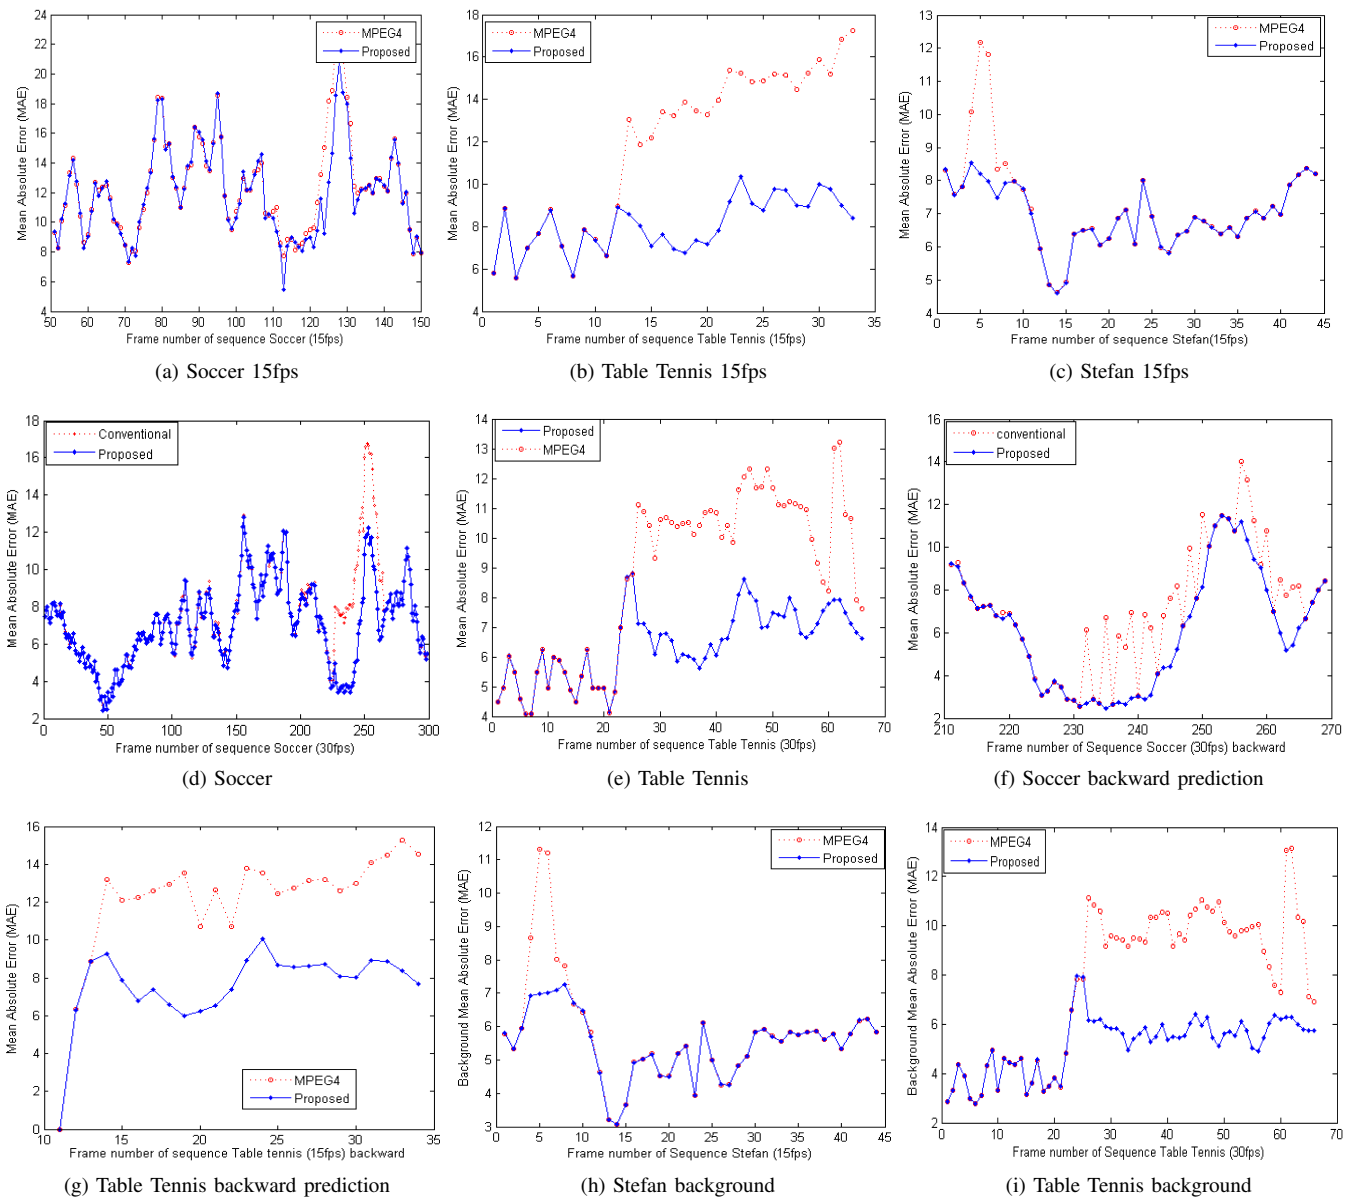 24
22
20
18
16
14
12
10
8
6
4
50 60 70 80 90 100 110 120 130 140 150
Mean Absolute Error (MAE)
MPEG4
Proposed
Frame number of sequence Soccer (15fps)
(a) Soccer 15fps
18
16
14
12
10
8
6
4
0 5 10 15 20 25 30 35
Mean Absolute Error (MAE)
MPEG4
Proposed
Frame number of sequence Table Tennis (15fps)
(b) Table Tennis 15fps
13
12
11
10
9
8
7
6
5
4
0 5 10 15 20 25 30 35 40 45
Mean Absolute Error (MAE)
MPEG4
Proposed
Frame number of sequence Stefan(15fps)
(c) Stefan 15fps
18
16
14
12
10
8
6
4
2
0 50 100 150 200 250 300
Mean Absolute Error (MAE)
Conventional
Proposed
Frame number of sequence Soccer (30fps)
(d) Soccer
14
13
12
11
10
9
8
7
6
5
4
0 10 20 30 40 50 60 70
Mean Absolute Error (MAE)
Proposed
MPEG4
Frame number of sequence Table Tennis (30fps)
(e) Table Tennis
16
14
12
10
8
6
4
2
210 220 230 240 250 260 270
Mean Absolute Error (MAE)
conventional
Proposed
Frame number of Sequence Soccer (30fps) backward
(f) Soccer backward prediction
16
14
12
10
8
6
4
2
0
10 15 20 25 30 35
Mean Absolute Error (MAE)
MPEG4
Proposed
Frame number of sequence Table tennis (15fps) backward
(g) Table Tennis backward prediction
12
11
10
9
8
7
6
5
4
3
0 5 10 15 20 25 30 35 40 45
Background Mean Absolute Error (MAE)
MPEG4
Proposed
Frame number of Sequence Stefan (15fps)
(h) Stefan background
14
12
10
8
6
4
2
0 10 20 30 40 50 60 70
Background Mean Absolute Error (MAE)
MPEG4
Proposed
Frame number of Sequence Table Tennis (30fps)
(i) Table Tennis background